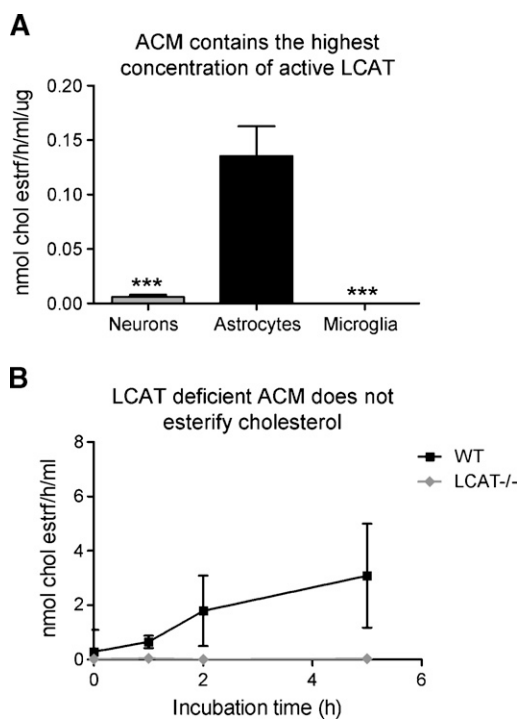 A
ACM contains the highest
concentration of active LCAT
nmol chol estrf/h/ml/ug
0.20
0.15
0.10
0.05
0.00
***
***
Neurons
Astrocytes
Microglia
B
LCAT deficient ACM does not
esterify cholesterol
nmol chol estrf/h/ml
8
6
4
2
0
WT
LCAT-/-
0
2
4
6
Incubation time (h)